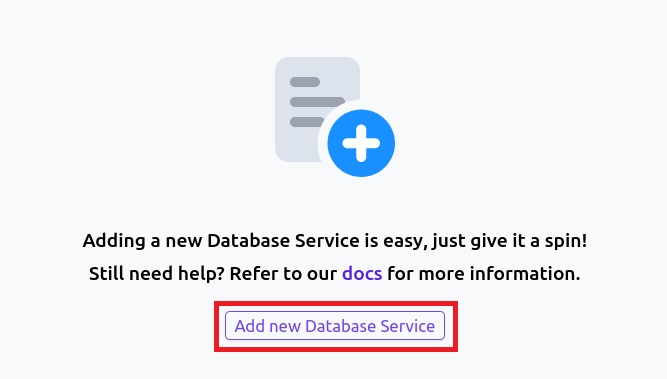 Adding a new Database Service is easy, just give it a spin!
Still need help? Refer to our docs for more information.
Add new Database Service